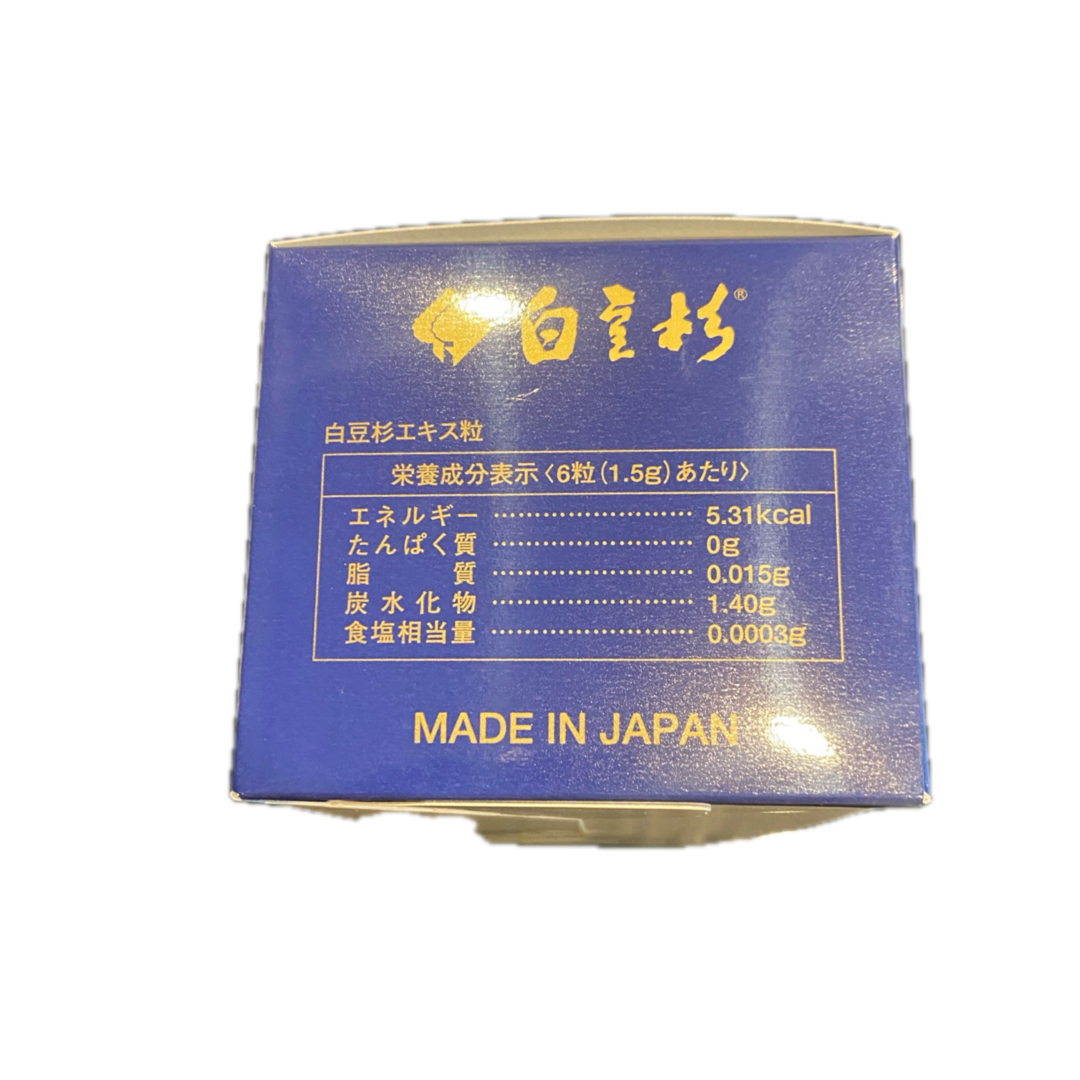 白豆杉®
白豆杉エキス粒
栄養成分表示〈6粒(1.5g)あたり〉
エネルギー ························ 5.31kcal
たんぱく質 ························ 0g
脂質 ························ 0.015g
炭水化物 ························ 1.40g
食塩相当量 ························ 0.0003g
MADE IN JAPAN